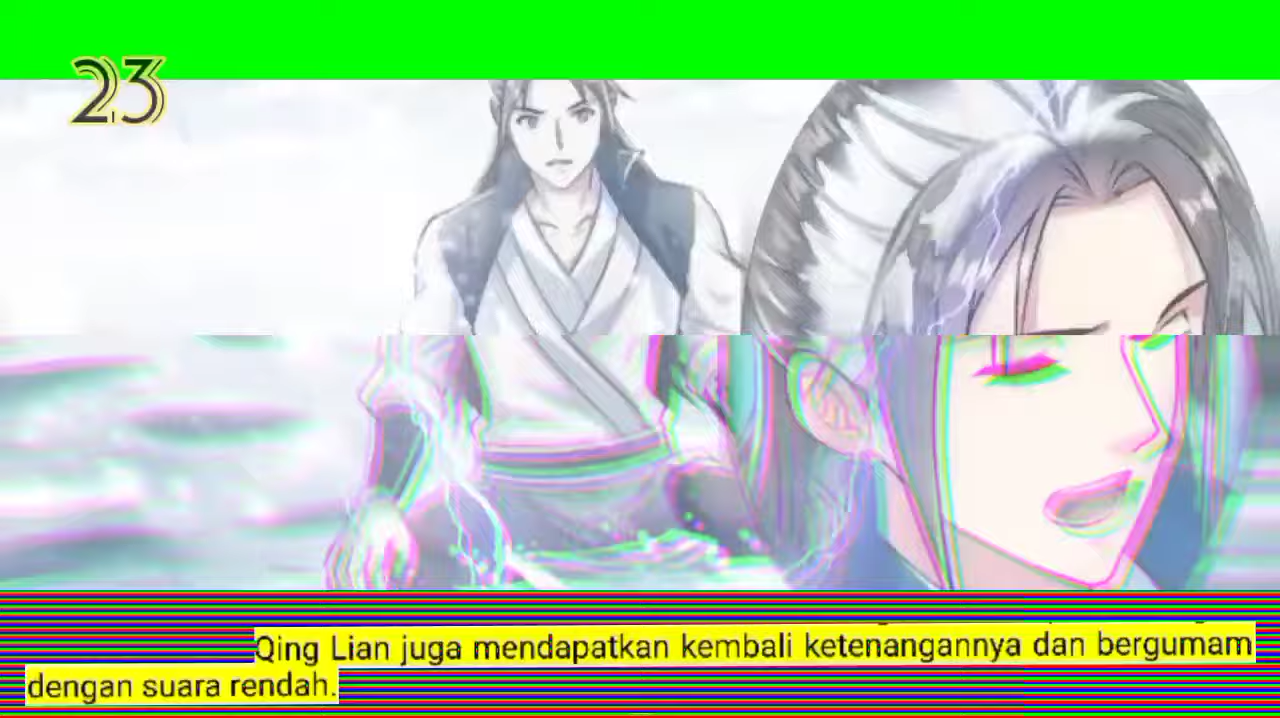 23
Qing Lian juga mendapatkan kembali ketenangannya dan bergumam
dengan suara rendah.